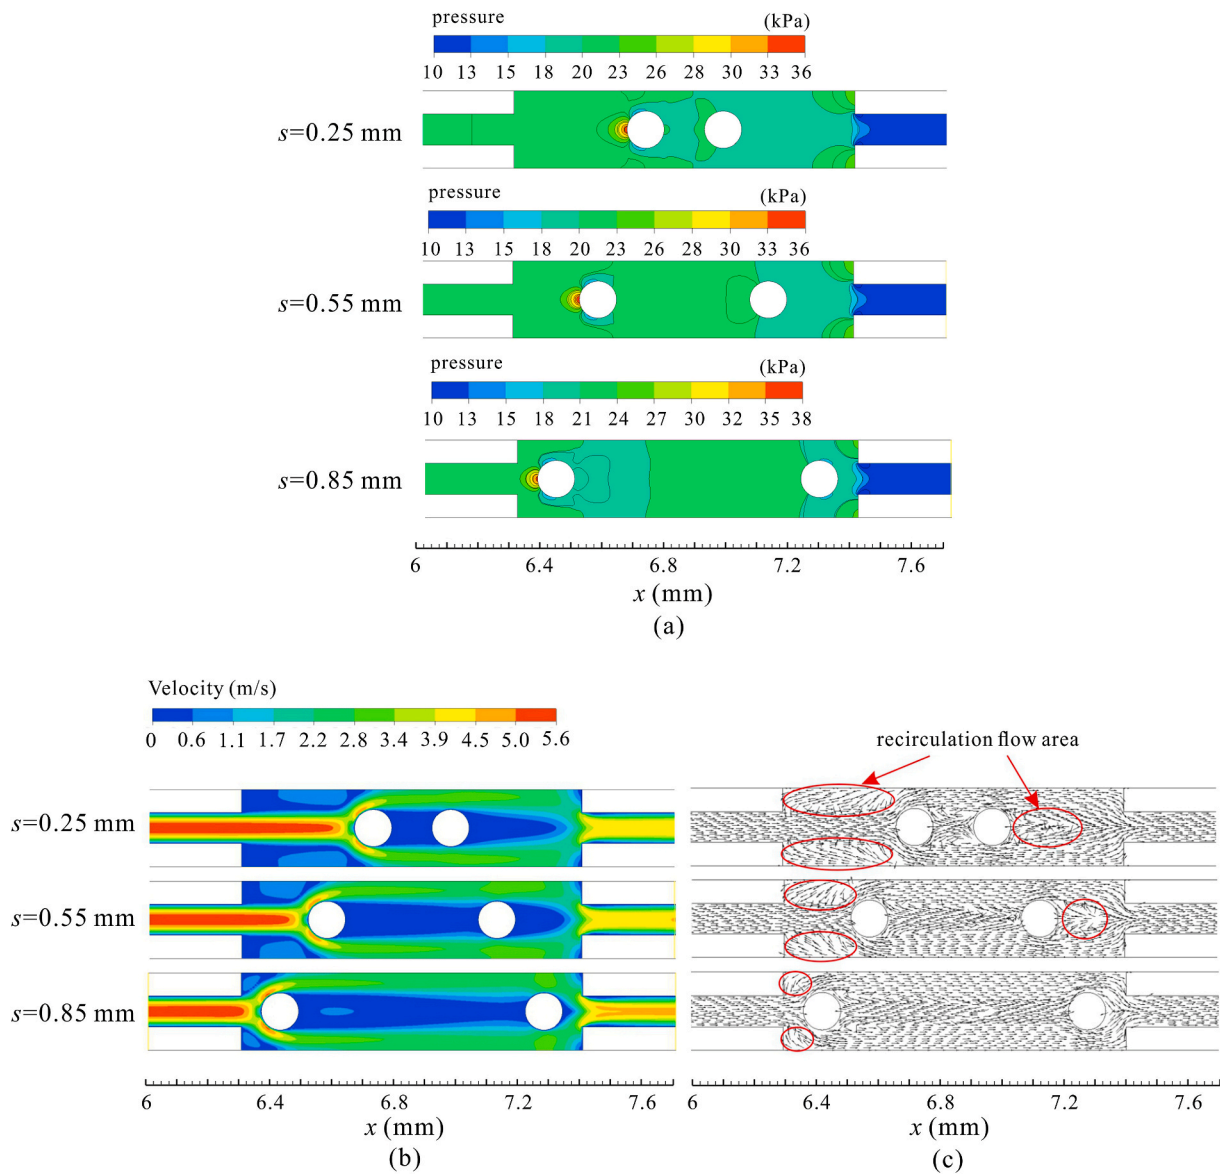 pressure (kPa)
10 13 15 18 20 23 26 28 30 33 36
s=0.25 mm
pressure (kPa)
10 13 15 18 20 23 26 28 30 33 36
s=0.55 mm
pressure (kPa)
10 13 15 18 21 24 27 30 32 35 38
s=0.85 mm
6 6.4 6.8 7.2 7.6
x (mm)
(a)
Velocity (m/s)
0 0.6 1.1 1.7 2.2 2.8 3.4 3.9 4.5 5.0 5.6
s=0.25 mm
s=0.55 mm
s=0.85 mm
6 6.4 6.8 7.2
x (mm)
(b)
recirculation flow area
6 6.4 6.8 7.2 7.6
x (mm)
(c)